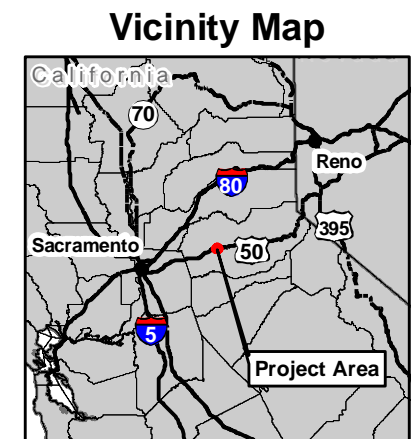 Vicinity Map
California
70
Reno
80
Sacramento
50
395
5
Project Area